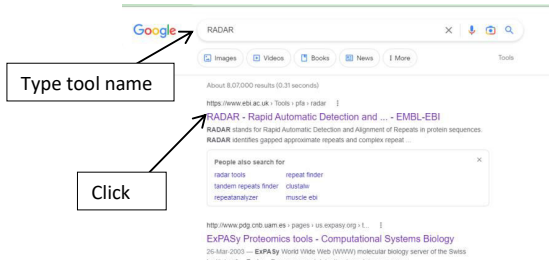 Google RADAR
Images Videos Books News More Tools
Type tool name
About 8,07,000 results (0.31 seconds)
https://www.ebi.ac.uk › Tools › pfa › radar
RADAR - Rapid Automatic Detection and ... - EMBL-EBI
RADAR stands for Rapid Automatic Detection and Alignment of Repeats in protein sequences.
RADAR identifies gapped approximate repeats and complex repeat ...
People also search for
radar tools repeat finder
tandem repeats finder clustalw
repeatanalyzer muscle ebi
Click
http://www.pdg.cnb.uam.es › pages › us.expasy.org › t...
ExPASy Proteomics tools - Computational Systems Biology
26-Mar-2003 — ExPASy World Wide Web (WWW) molecular biology server of the Swiss